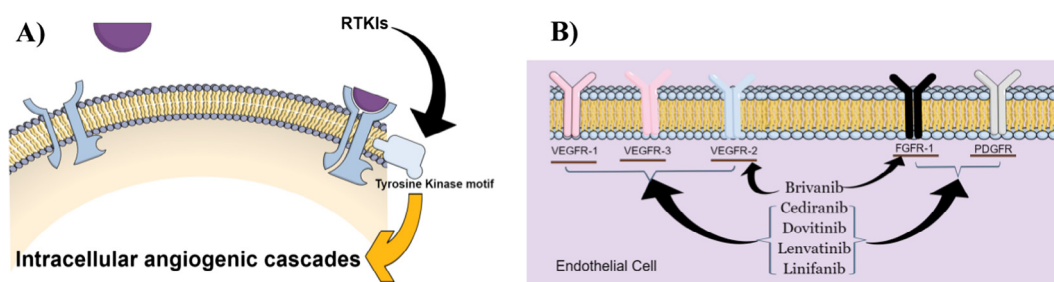 A)
RTKIs
Tyrosine Kinase motif
Intracellular angiogenic cascades
B)
VEGFR-1 VEGFR-3 VEGFR-2 FGFR-1 PDGFR
Brivanib
Cediranib
Dovitinib
Lenvatinib
Linifanib
Endothelial Cell